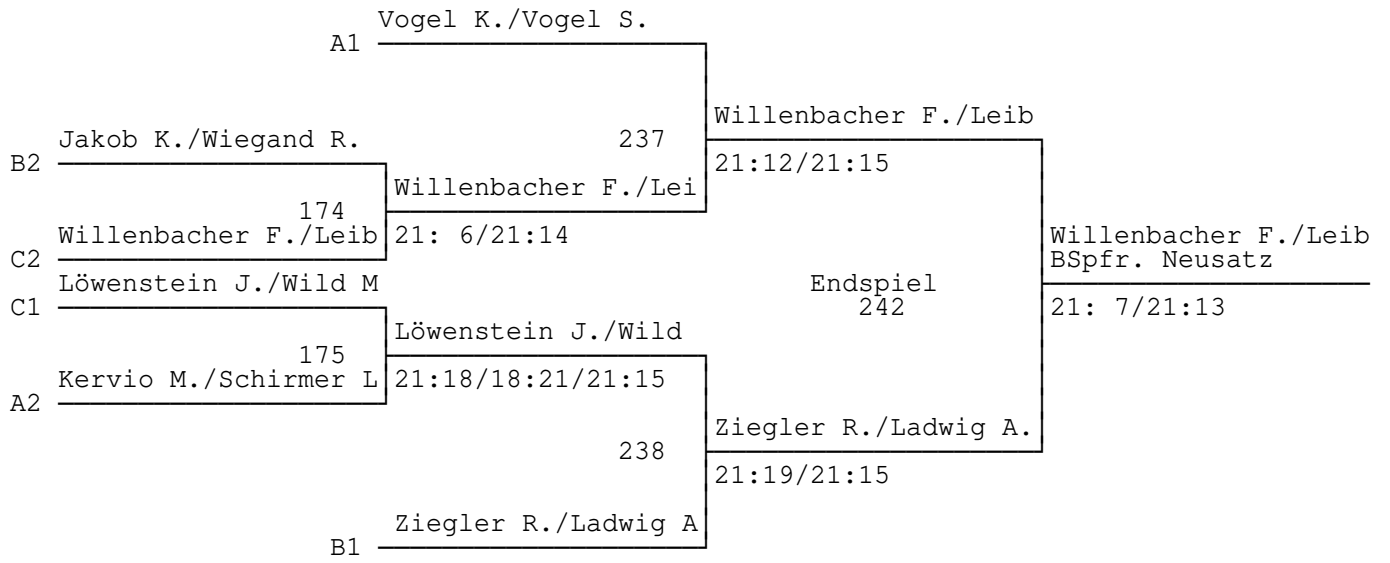 Vogel K./Vogel S.
A1
Willenbacher F./Leib
Jakob K./Wiegand R.
237
B2
21:12/21:15
Willenbacher F./Lei
174
Willenbacher F./Leib
21: 6/21:14
Willenbacher F./Leib
C2
BSpfr. Neusatz
Löwenstein J./Wild M
Endspiel
C1
242
21: 7/21:13
Löwenstein J./Wild
175
Kervio M./Schirmer L
21:18/18:21/21:15
A2
Ziegler R./Ladwig A.
238
21:19/21:15
Ziegler R./Ladwig A
B1